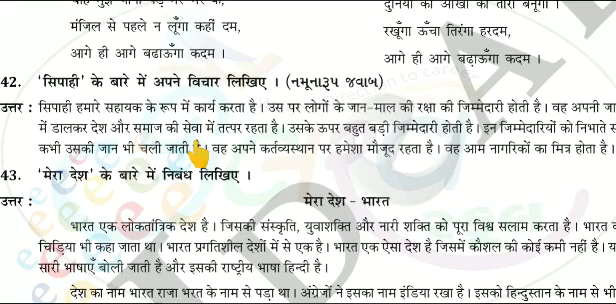 मंजिल से पहले न लूँगा कहीं दम,
आगे ही आगे बढाऊँगा कदम ।
रखूँगा ऊँचा तिरंगा हरदम,
आगे ही आगे बढ़ाऊँगा कदम ।
42. 'सिपाही' के बारे में अपने विचार लिखिए । (નમૂનારૂપ જવાબ)
उत्तर : सिपाही हमारे सहायक के रूप में कार्य करता है । उस पर लोगों के जान-माल की रक्षा की जिम्मेदारी होती है । वह अपनी जा
में डालकर देश और समाज की सेवा में तत्पर रहता है । उसके ऊपर बहुत बड़ी जिम्मेदारी होती है । इन जिम्मेदारियों को निभाते स
कभी उसकी जान भी चली जाती है । वह अपने कर्तव्यस्थान पर हमेशा मौजूद रहता है । वह आम नागरिकों का मित्र होता है ।
43. 'मेरा देश' के बारे में निबंध लिखिए ।
उत्तर :
मेरा देश - भारत
भारत एक लोकतांत्रिक देश है । जिसकी संस्कृति, युवाशक्ति और नारी शक्ति को पूरा विश्व सलाम करता है । भारत
चिड़िया भी कहा जाता था । भारत प्रगतिशील देशों में से एक है । भारत एक ऐसा देश है जिसमें कौशल की कोई कमी नहीं है । य
सारी भाषाएँ बोली जाती है और इसकी राष्ट्रीय भाषा हिन्दी है ।
देश का नाम भारत राजा भरत के नाम से पड़ा था । अंग्रेजों ने इसका नाम इंडिया रखा है । इसको हिन्दुस्तान के नाम से भी